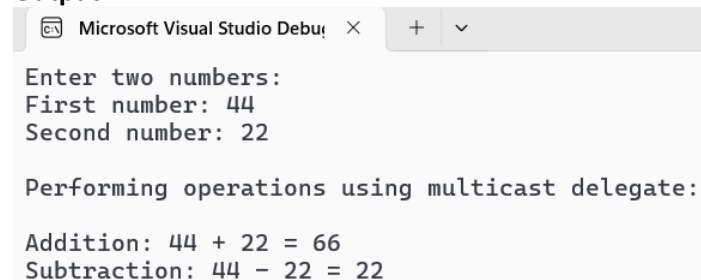 Microsoft Visual Studio Debu
Enter two numbers:
First number: 44
Second number: 22
Performing operations using multicast delegate:
Addition: 44 + 22 = 66
Subtraction: 44 - 22 = 22